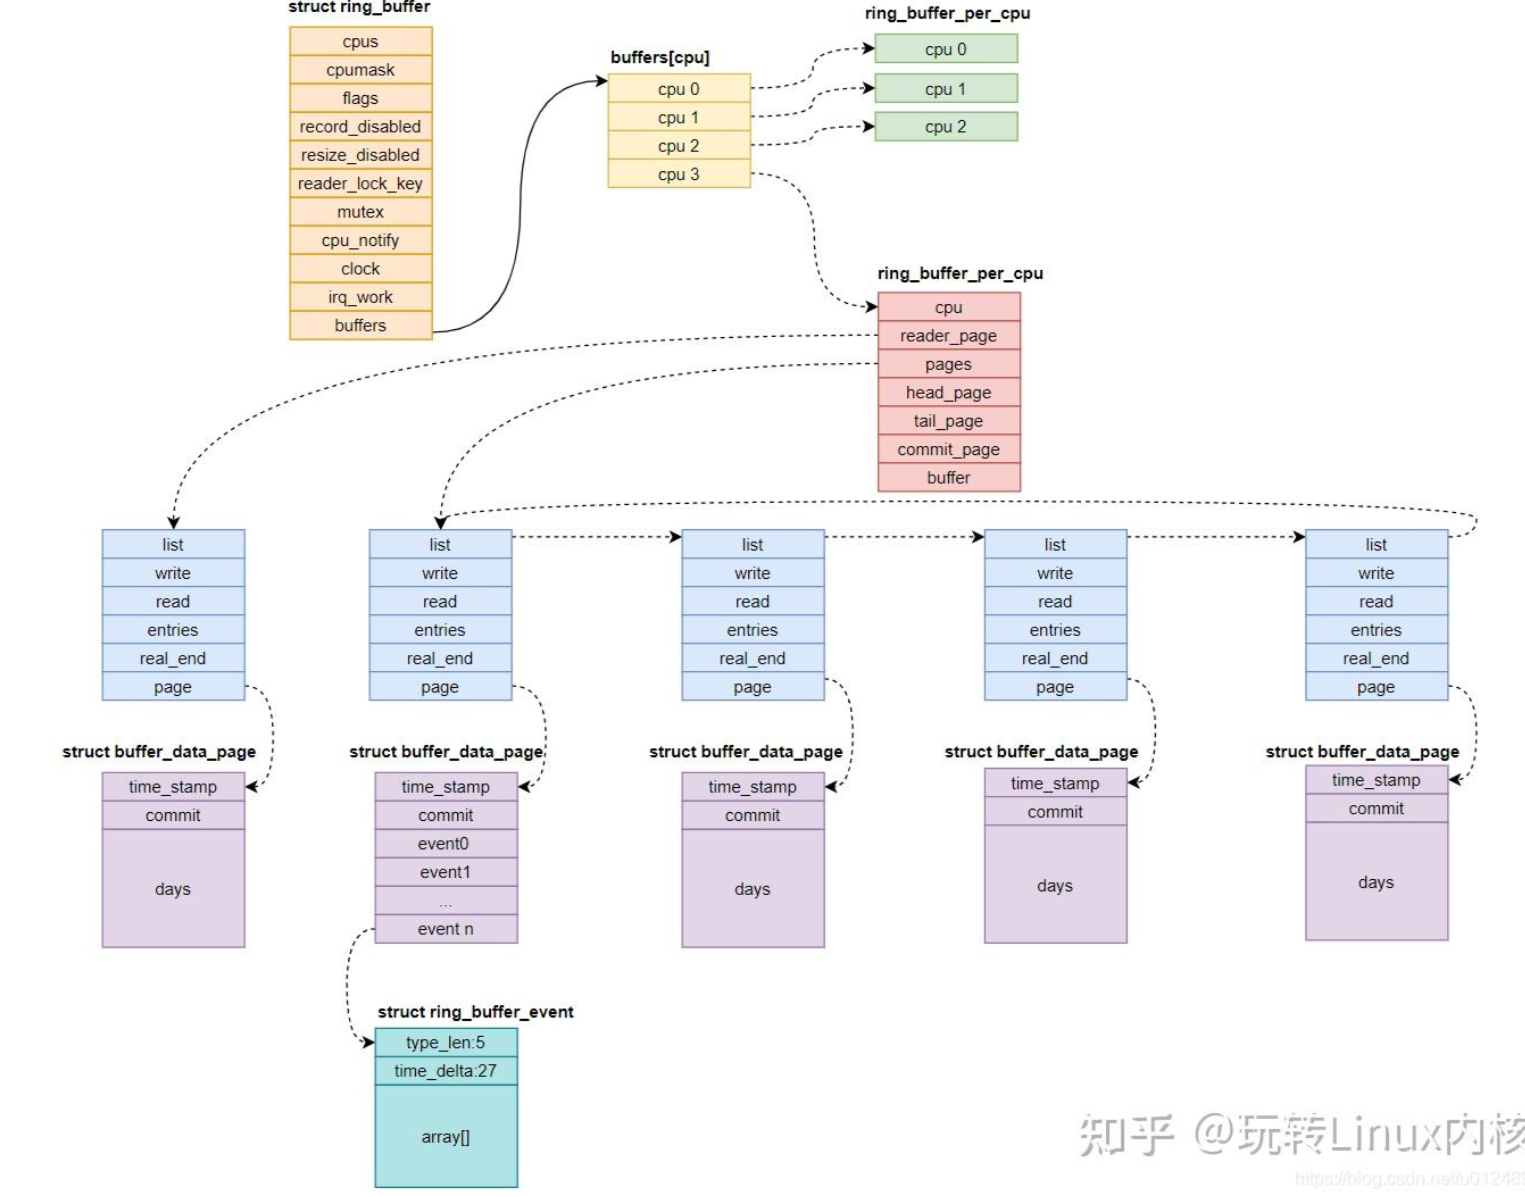 struct ring_buffer
cpus
cpumask
flags
record_disabled
resize_disabled
reader_lock_key
mutex
cpu_notify
clock
irq_work
buffers
buffers[cpu]
cpu 0
cpu 1
cpu 2
cpu 3
ring_buffer_per_cpu
cpu 0
cpu 1
cpu 2
ring_buffer_per_cpu
cpu
reader_page
pages
head_page
tail_page
commit_page
buffer
list
write
read
entries
real_end
page
list
write
read
entries
real_end
page
list
write
read
entries
real_end
page
list
write
read
entries
real_end
page
list
write
read
entries
real_end
page
struct buffer_data_page
time_stamp
commit
days
struct buffer_data_page
time_stamp
commit
event0
event1
...
event n
struct buffer_data_page
time_stamp
commit
days
struct buffer_data_page
time_stamp
commit
days
struct buffer_data_page
time_stamp
commit
days
struct ring_buffer_event
type_len:5
time_delta:27
array[]
知乎 @玩转Linux内核
https://blog.csdn.net/u012489